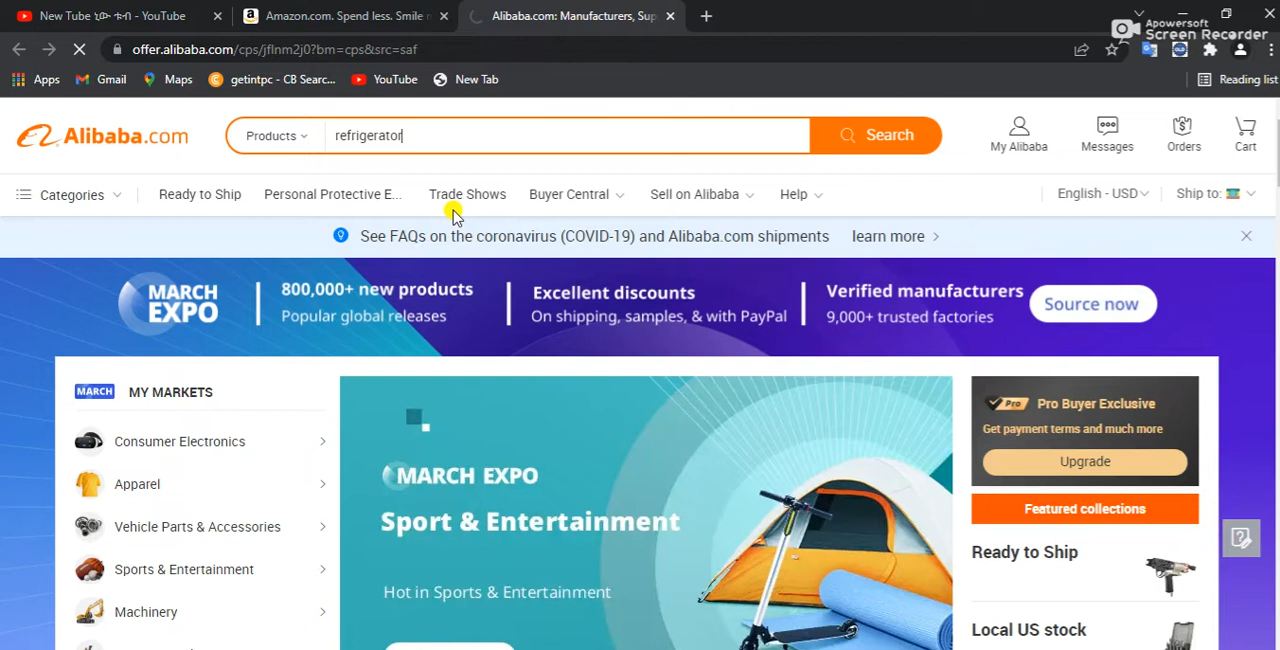 New Tube ነው ቱብ - YouTube
Amazon.com. Spend less. Smile m
Alibaba.com: Manufacturers, Sup
Apowersoft
Screen Recorder
offer.alibaba.com/cps/jflnm2j0?bm=cps&src=saf
Apps
Gmail
Maps
getintpc - CB Searc...
YouTube
New Tab
Reading list
Alibaba.com
Products
refrigerator
Search
My Alibaba
Messages
Orders
Cart
Categories
Ready to Ship
Personal Protective E...
Trade Shows
Buyer Central
Sell on Alibaba
Help
English - USD
Ship to:
See FAQs on the coronavirus (COVID-19) and Alibaba.com shipments
learn more
MARCH
EXPO
800,000+ new products
Popular global releases
Excellent discounts
On shipping, samples, & with PayPal
Verified manufacturers
9,000+ trusted factories
Source now
MARCH
MY MARKETS
Consumer Electronics
Apparel
Vehicle Parts & Accessories
Sports & Entertainment
Machinery
MARCH EXPO
Sport & Entertainment
Hot in Sports & Entertainment
Pro
Pro Buyer Exclusive
Get payment terms and much more
Upgrade
Featured collections
Ready to Ship
Local US stock